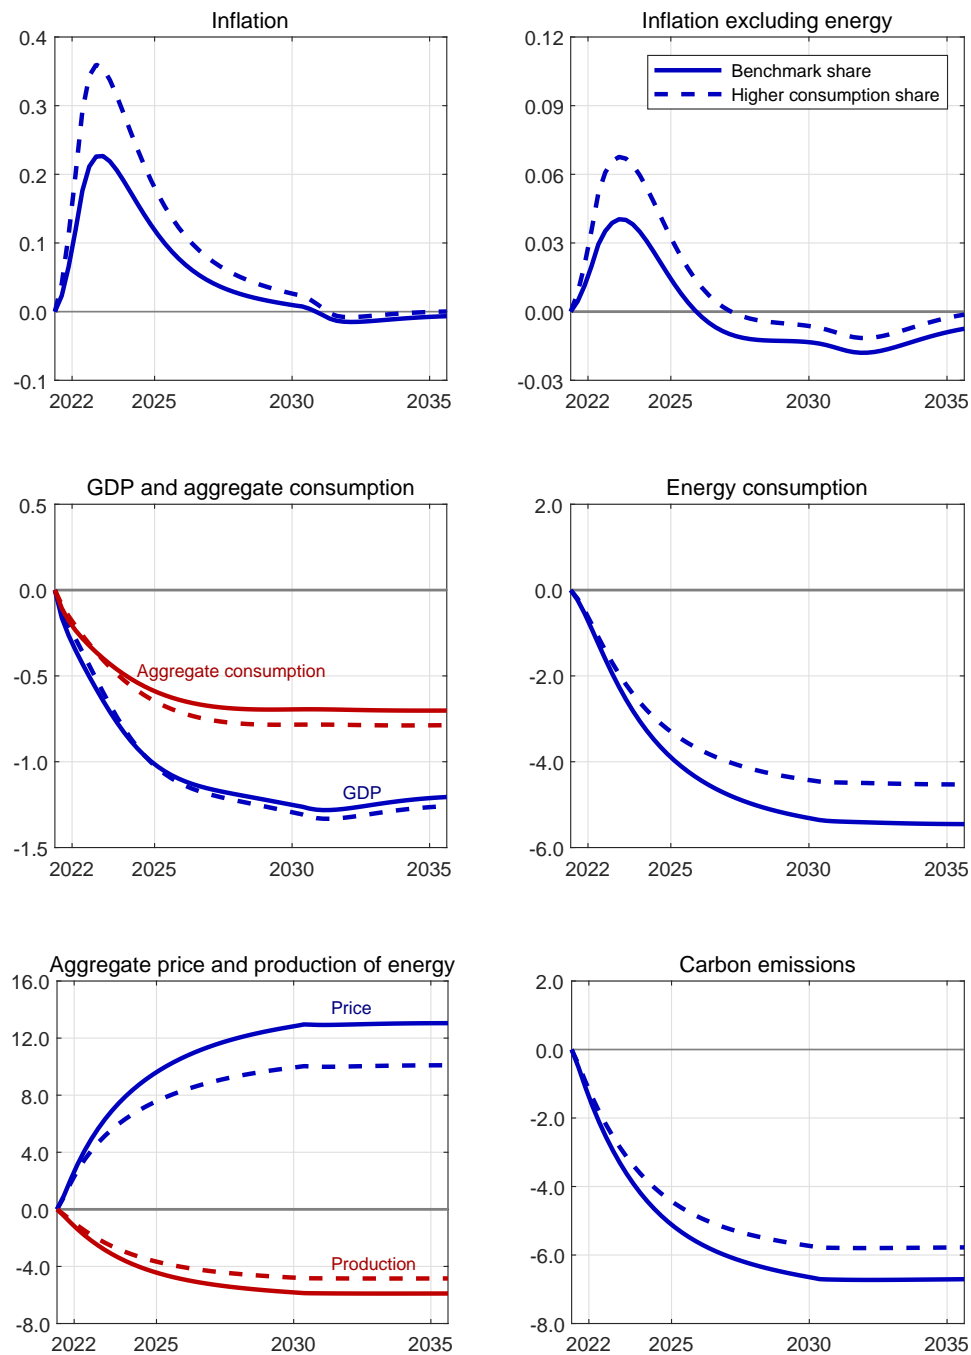 Inflation
0.4
0.3
0.2
0.1
0.0
-0.1
2022 2025 2030 2035
Inflation excluding energy
0.12
0.09
0.06
0.03
0.00
-0.03
2022 2025 2030 2035
Benchmark share
Higher consumption share
GDP and aggregate consumption
0.5
0.0
-0.5
-1.0
-1.5
2022 2025 2030 2035
Aggregate consumption
GDP
Energy consumption
2.0
0.0
-2.0
-4.0
-6.0
2022 2025 2030 2035
Aggregate price and production of energy
16.0
12.0
8.0
4.0
0.0
-4.0
-8.0
2022 2025 2030 2035
Price
Production
Carbon emissions
2.0
0.0
-2.0
-4.0
-6.0
-8.0
2022 2025 2030 2035